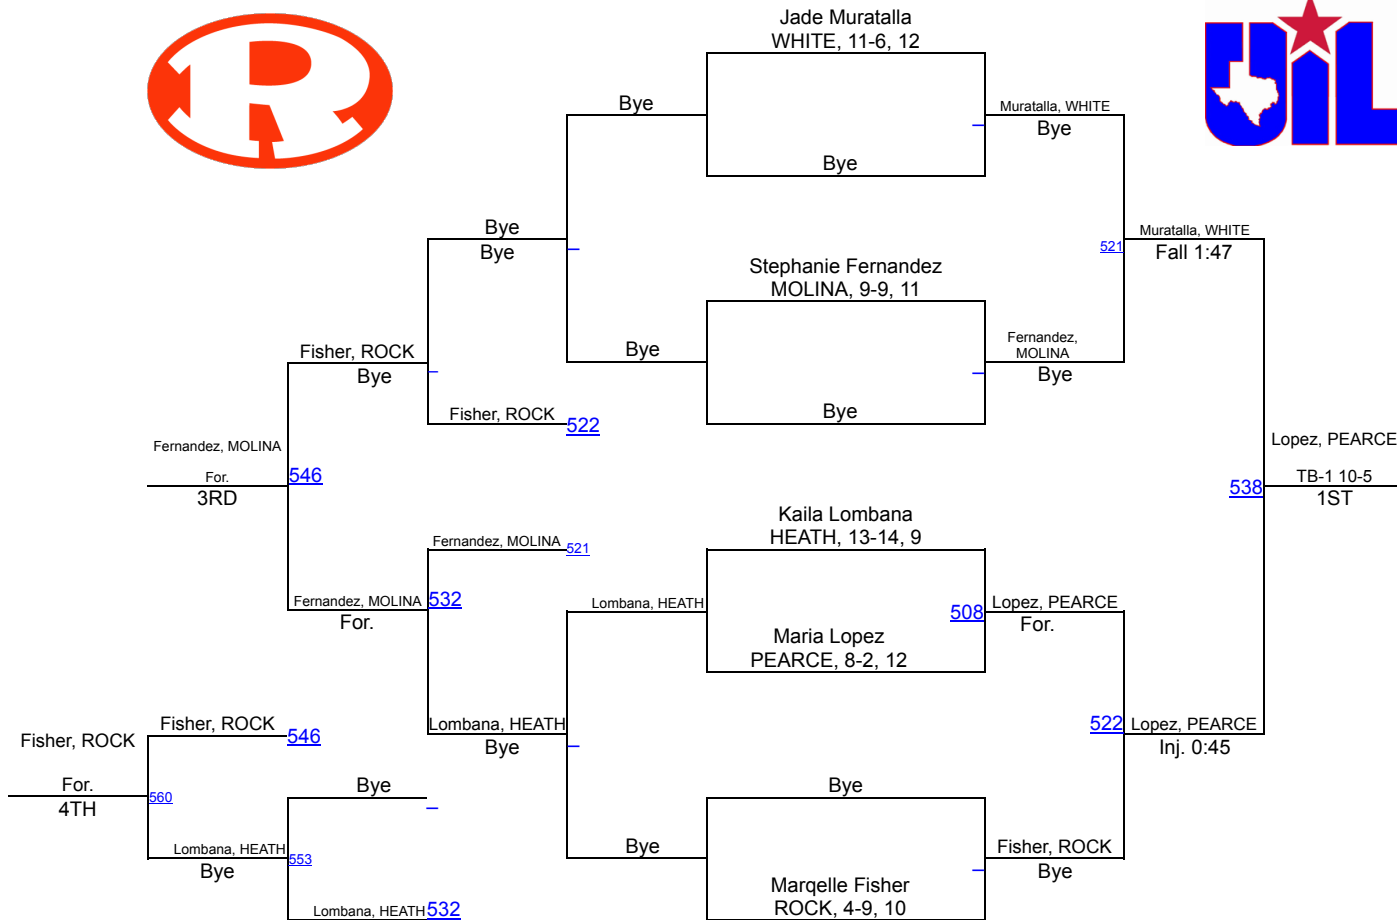 R
UIL
Jade Muratalla
WHITE, 11-6, 12
Bye
Muratalla, WHITE
Bye
Bye
Bye
Bye
Muratalla, WHITE
521
Fall 1:47
Stephanie Fernandez
MOLINA, 9-9, 11
Fisher, ROCK
Bye
Bye
Fernandez,
MOLINA
Bye
Fisher, ROCK
522
Bye
Fernandez, MOLINA
For.
546
3RD
Lopez, PEARCE
TB-1 10-5
538
1ST
Kaila Lombana
HEATH, 13-14, 9
Fernandez, MOLINA
521
Fernandez, MOLINA
532
For.
Lombana, HEATH
508
Lopez, PEARCE
For.
Maria Lopez
PEARCE, 8-2, 12
Fisher, ROCK
Fisher, ROCK
546
Lombana, HEATH
Bye
522
Lopez, PEARCE
Inj. 0:45
For.
560
4TH
Bye
Bye
Lombana, HEATH
553
Bye
Bye
Fisher, ROCK
Bye
Marqelle Fisher
ROCK, 4-9, 10
Lombana, HEATH
532